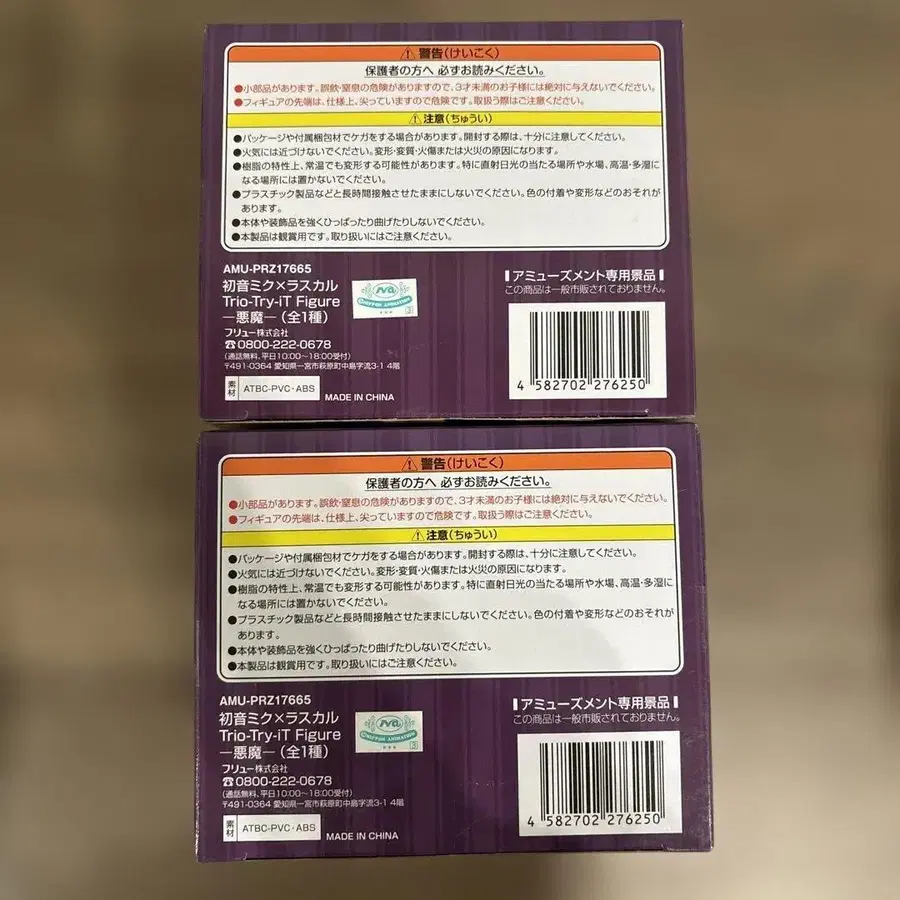 ⚠警告(けいこく)
保護者の方へ 必ずお読みください。
●小部品があります。誤飲・窒息の危険がありますので、3才未満のお子様には絶対に与えないでください。
●フィギュアの先端は、仕様上、尖っていますので危険です。取扱う際はご注意ください。
⚠注意(ちゅうい)
●パッケージや付属梱包材でケガをする場合があります。開封する際は、十分に注意してください。
●火気には近づけないでください。変形・変質・火傷または火災の原因になります。
●樹脂の特性上、常温でも変形する可能性があります。特に直射日光の当たる場所や水場、高温・多湿に
なる場所には置かないでください。
●プラスチック製品などと長時間接触させたままにしないでください。色の付着や変形などのおそれが
あります。
●本体や装飾品を強くひっぱったり曲げたりしないでください。
●本製品は観賞用です。取り扱いにはご注意ください。
AMU-PRZ17665
初音ミク×ラスカル
Trio-Try-iT Figure
―悪魔―(全1種)
フリュー株式会社
☎0800-222-0678
(通話無料、平日10:00~18:00受付)
〒491-0364 愛知県一宮市萩原町中島字流3-1 4階
素材 ATBC-PVC・ABS
MADE IN CHINA
NA
©NIPPON ANIMATION
3
アミューズメント専用景品
この商品は一般市販されておりません。
4 582702 276250
⚠警告(けいこく)
保護者の方へ 必ずお読みください。
●小部品があります。誤飲・窒息の危険がありますので、3才未満のお子様には絶対に与えないでください。
●フィギュアの先端は、仕様上、尖っていますので危険です。取扱う際はご注意ください。
⚠注意(ちゅうい)
●パッケージや付属梱包材でケガをする場合があります。開封する際は、十分に注意してください。
●火気には近づけないでください。変形・変質・火傷または火災の原因になります。
●樹脂の特性上、常温でも変形する可能性があります。特に直射日光の当たる場所や水場、高温・多湿に
なる場所には置かないでください。
●プラスチック製品などと長時間接触させたままにしないでください。色の付着や変形などのおそれが
あります。
●本体や装飾品を強くひっぱったり曲げたりしないでください。
●本製品は観賞用です。取り扱いにはご注意ください。
AMU-PRZ17665
初音ミク×ラスカル
Trio-Try-iT Figure
―悪魔―(全1種)
フリュー株式会社
☎0800-222-0678
(通話無料、平日10:00~18:00受付)
〒491-0364 愛知県一宮市萩原町中島字流3-1 4階
素材 ATBC-PVC・ABS
MADE IN CHINA
NA
©NIPPON ANIMATION
3
アミューズメント専用景品
この商品は一般市販されておりません。
4 582702 276250